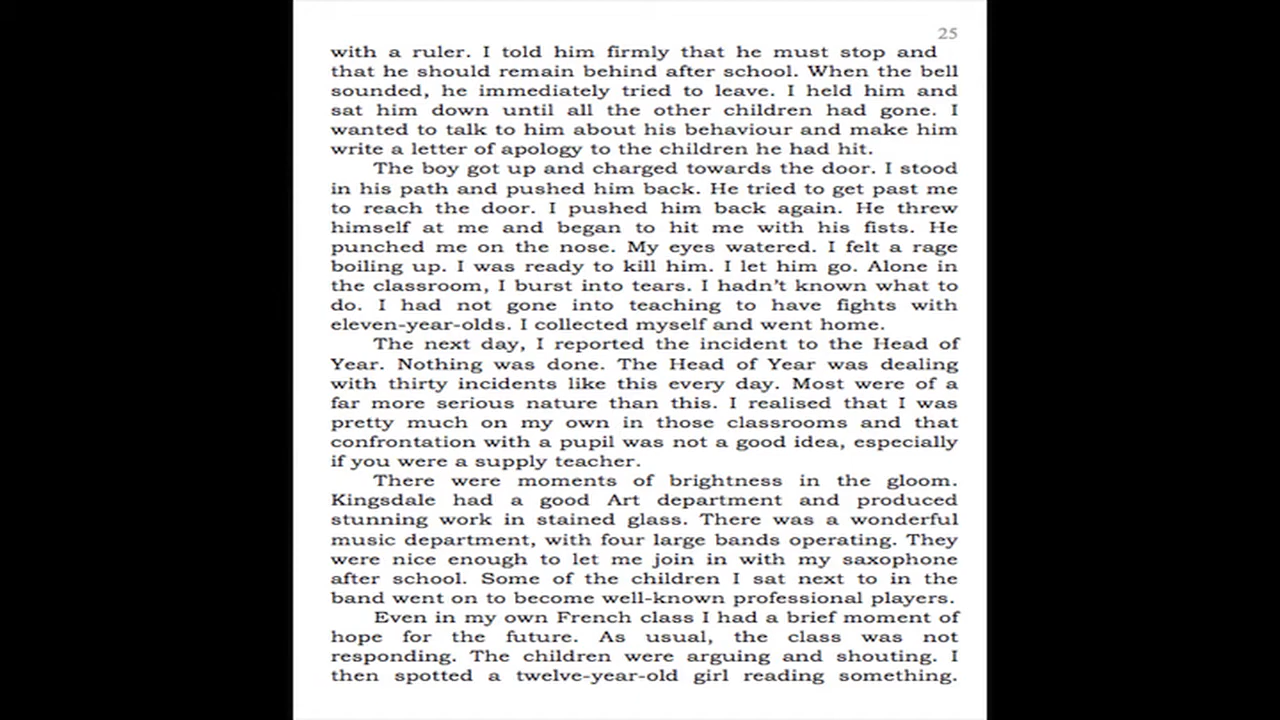 25
with a ruler. I told him firmly that he must stop and
that he should remain behind after school. When the bell
sounded, he immediately tried to leave. I held him and
sat him down until all the other children had gone. I
wanted to talk to him about his behaviour and make him
write a letter of apology to the children he had hit.
The boy got up and charged towards the door. I stood
in his path and pushed him back. He tried to get past me
to reach the door. I pushed him back again. He threw
himself at me and began to hit me with his fists. He
punched me on the nose. My eyes watered. I felt a rage
boiling up. I was ready to kill him. I let him go. Alone in
the classroom, I burst into tears. I hadn’t known what to
do. I had not gone into teaching to have fights with
eleven-year-olds. I collected myself and went home.
The next day, I reported the incident to the Head of
Year. Nothing was done. The Head of Year was dealing
with thirty incidents like this every day. Most were of a
far more serious nature than this. I realised that I was
pretty much on my own in those classrooms and that
confrontation with a pupil was not a good idea, especially
if you were a supply teacher.
There were moments of brightness in the gloom.
Kingsdale had a good Art department and produced
stunning work in stained glass. There was a wonderful
music department, with four large bands operating. They
were nice enough to let me join in with my saxophone
after school. Some of the children I sat next to in the
band went on to become well-known professional players.
Even in my own French class I had a brief moment of
hope for the future. As usual, the class was not
responding. The children were arguing and shouting. I
then spotted a twelve-year-old girl reading something.